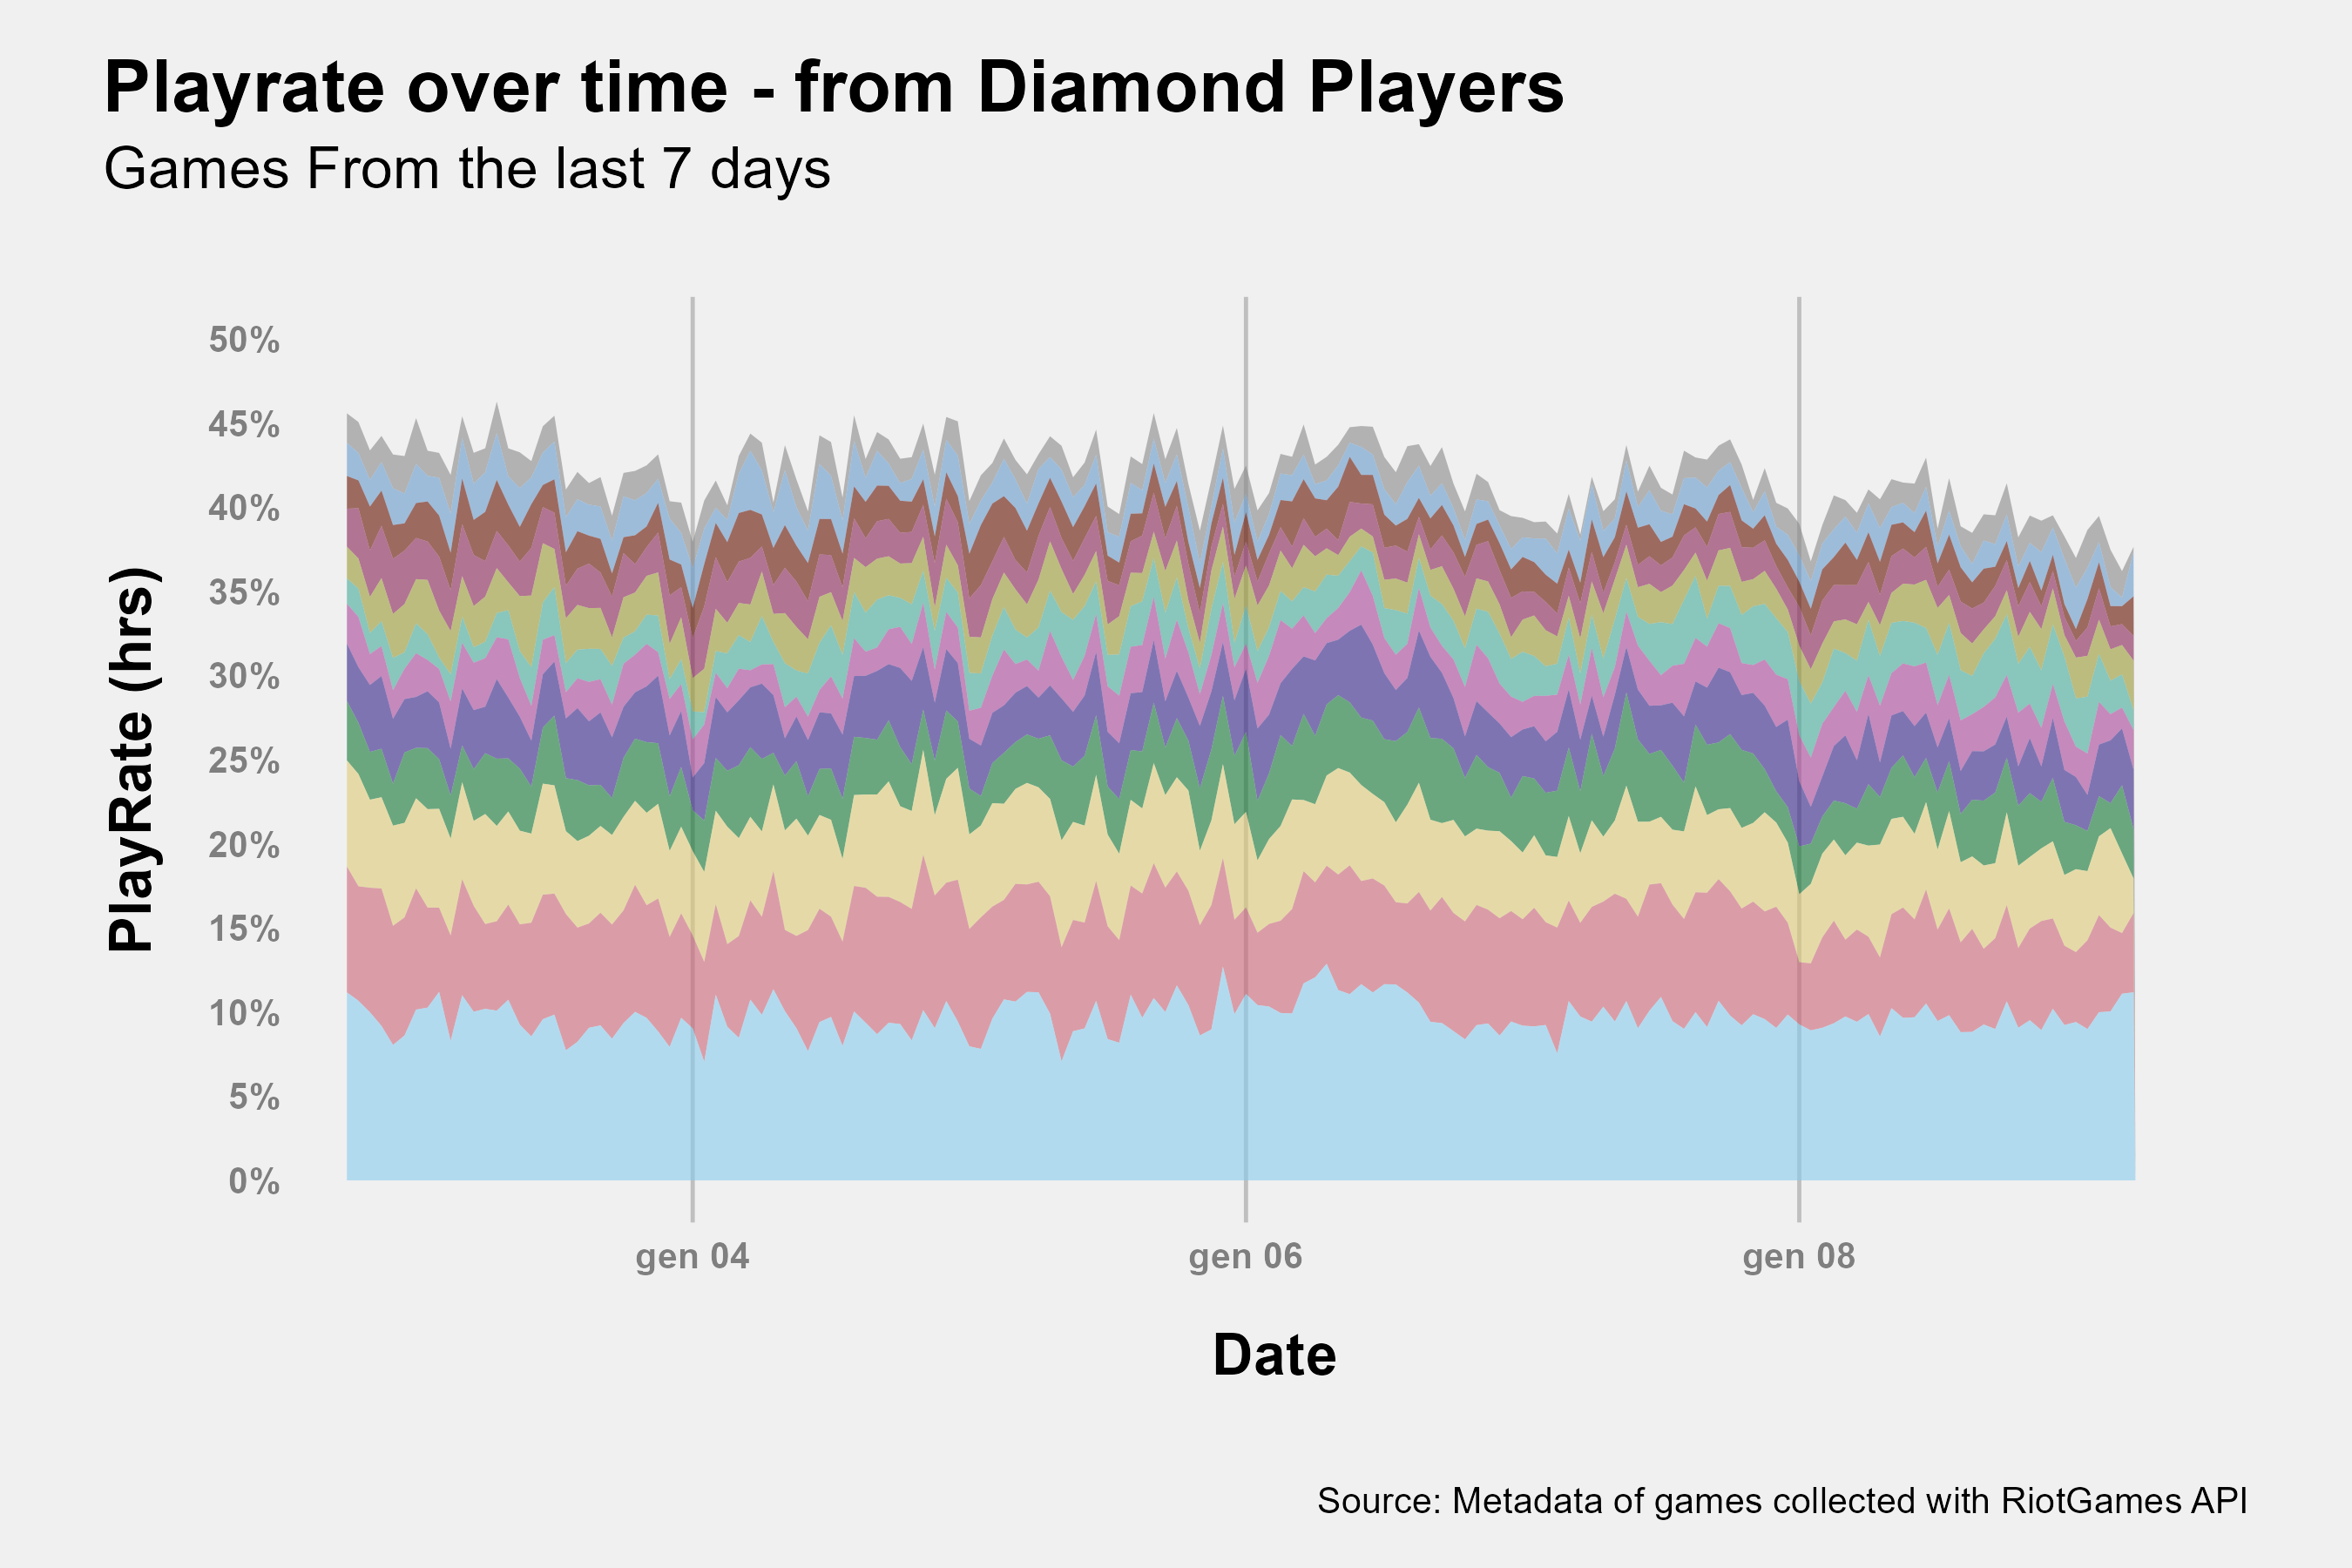 Playrate over time - from Diamond Players
Games From the last 7 days
PlayRate (hrs)
50%
45%
40%
35%
30%
25%
20%
15%
10%
5%
0%
gen 04
gen 06
gen 08
Date
Source: Metadata of games collected with RiotGames API